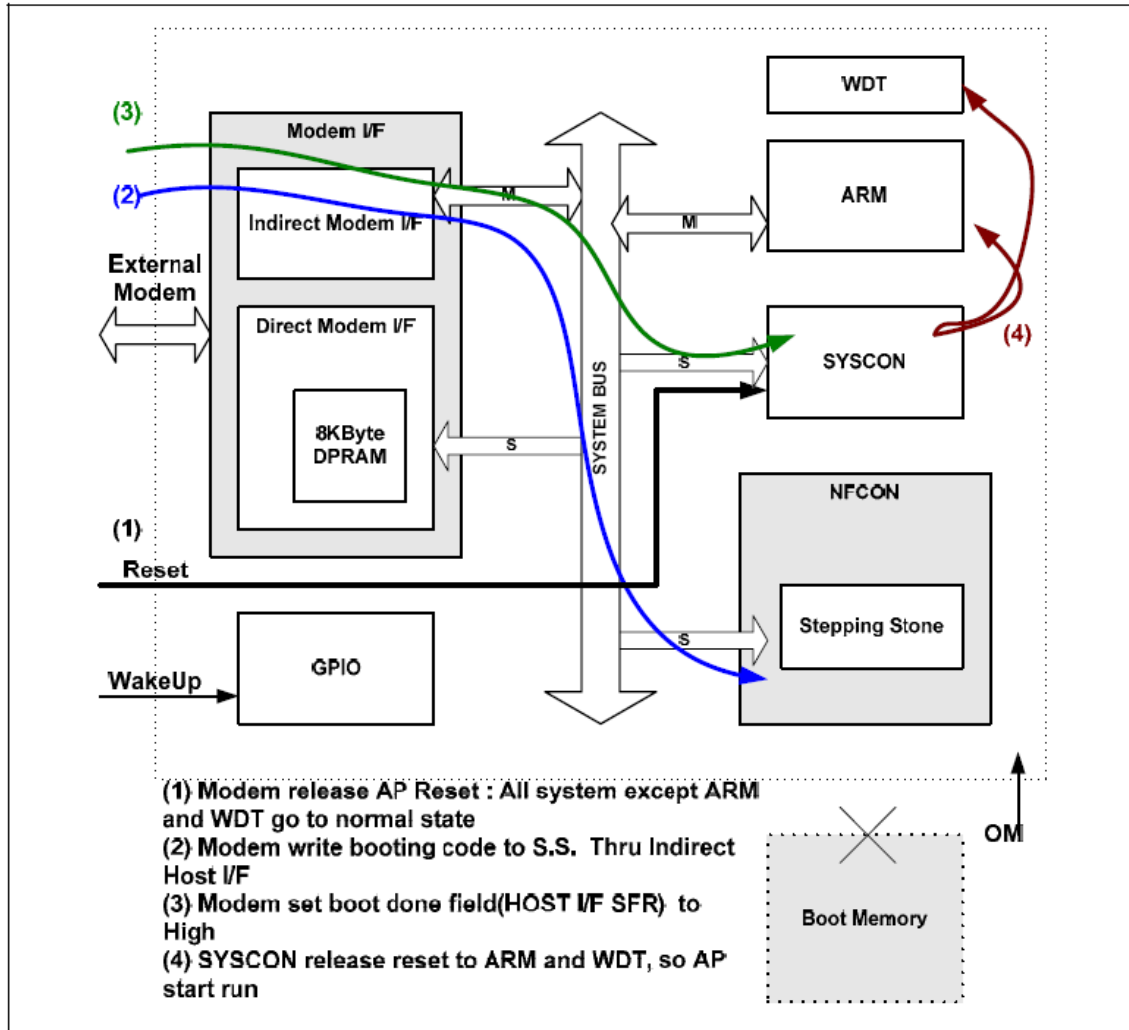 WDT
(3)
Modem I/F
ARM
(2)
Indirect Modem I/F
M
M
External
Modem
Direct Modem I/F
(4)
SYSCON
S
SYSTEM BUS
8KByte
DPRAM
S
NFCON
(1)
Reset
Stepping Stone
S
GPIO
WakeUp
(1) Modem release AP Reset : All system except ARM
and WDT go to normal state
(2) Modem write booting code to S.S. Thru Indirect
Host I/F
(3) Modem set boot done field(HOST I/F SFR) to
High
(4) SYSCON release reset to ARM and WDT, so AP
start run
OM
Boot Memory